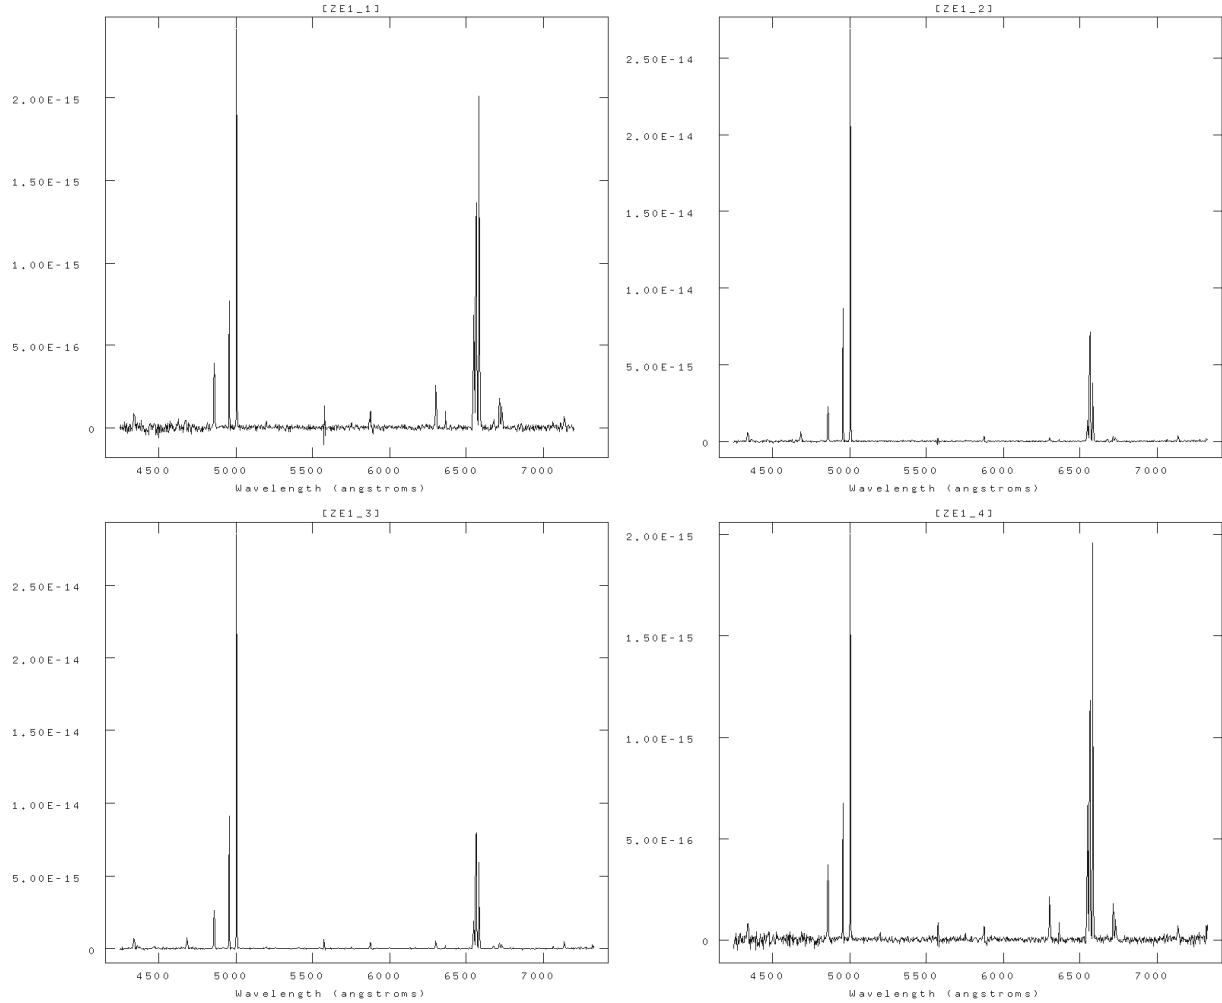 [ZE1_1]
2.00E-15
1.50E-15
1.00E-15
5.00E-16
0
4500 5000 5500 6000 6500 7000
Wavelength (angstroms)
[ZE1_2]
2.50E-14
2.00E-14
1.50E-14
1.00E-14
5.00E-15
0
4500 5000 5500 6000 6500 7000
Wavelength (angstroms)
[ZE1_3]
2.50E-14
2.00E-14
1.50E-14
1.00E-14
5.00E-15
0
4500 5000 5500 6000 6500 7000
Wavelength (angstroms)
[ZE1_4]
2.00E-15
1.50E-15
1.00E-15
5.00E-16
0
4500 5000 5500 6000 6500 7000
Wavelength (angstroms)